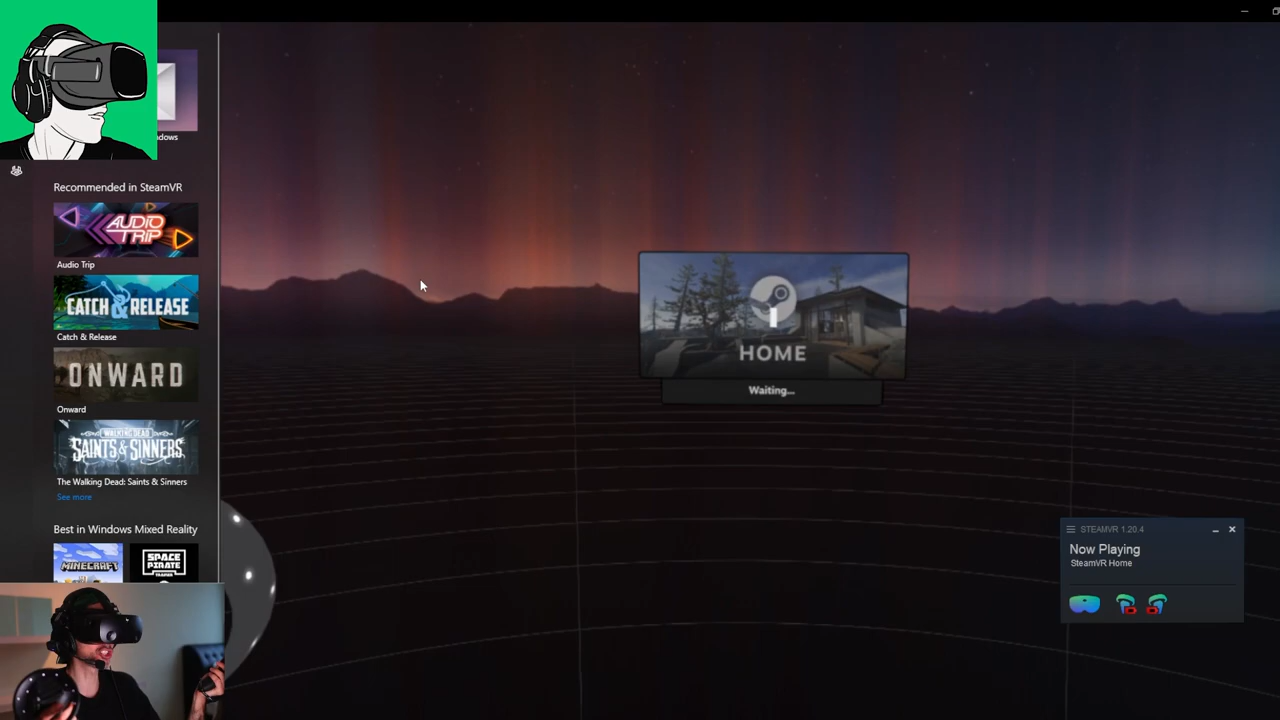 dows
Recommended in SteamVR
AUDIO
TRIP
Audio Trip
CATCH & RELEASE
Catch & Release
ONWARD
Onward
THE WALKING DEAD
SAINTS & SINNERS
The Walking Dead: Saints & Sinners
See more
Best in Windows Mixed Reality
MINECRAFT
SPACE
PIRATE
HOME
Waiting...
STEAMVR 1.20.4
Now Playing
SteamVR Home